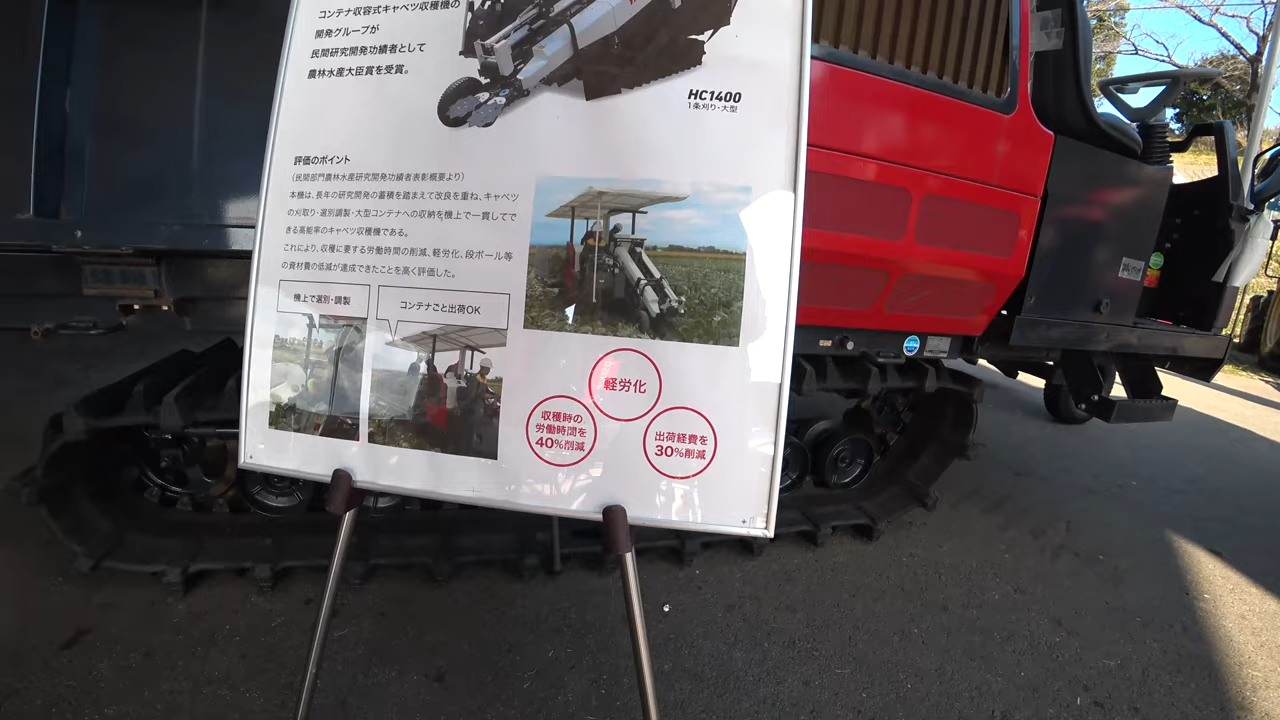 コンテナ収容式キャベツ収穫機の
開発グループが
民間研究開発功績者として
農林水産大臣賞を受賞。
HC1400
1条刈り・大型
評価のポイント
(民間部門農林水産研究開発功績者表彰概要より)
本機は、長年の研究開発の蓄積を踏まえて改良を重ね、キャベツ
の刈取り・選別調製・大型コンテナへの収納を機上で一貫してで
きる高能率のキャベツ収穫機である。
これにより、収穫に要する労働時間の削減、軽労化、段ボール等
の資材費の低減が達成できたことを高く評価した。
機上で選別・調製
コンテナごと出荷OK
軽労化
収穫時の
労働時間を
40%削減
出荷経費を
30%削減